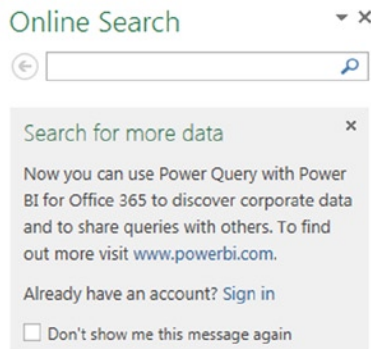 Online Search
Search for more data
Now you can use Power Query with Power
BI for Office 365 to discover corporate data
and to share queries with others. To find
out more visit www.powerbi.com.
Already have an account? Sign in
Don't show me this message again